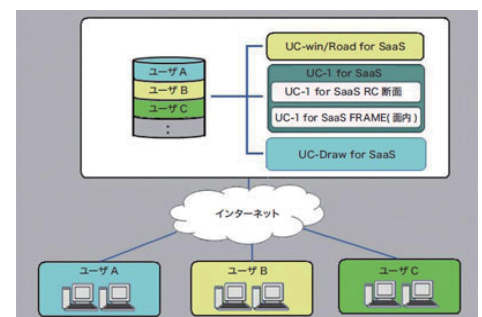 ユーザA
ユーザB
ユーザC
:
UC-win/Road for SaaS
UC-1 for SaaS
UC-1 for SaaS RC断面
UC-1 for SaaS FRAME(面内)
UC-Draw for SaaS
インターネット
ユーザA
ユーザB
ユーザC